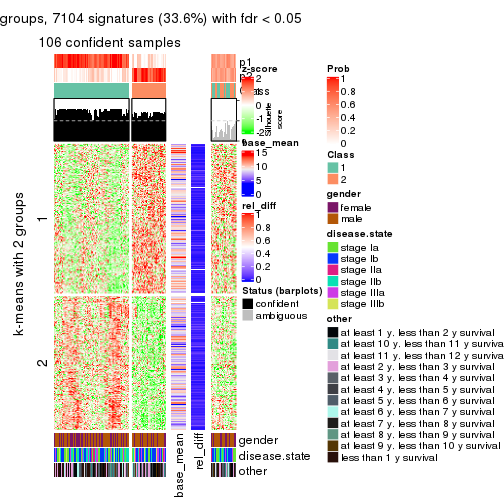 groups, 7104 signatures (33.6%) with fdr < 0.05
106 confident samples
p1
p2
Class
z-score
2
1
0
-1
-2
Silhouette
score
base_mean
15
10
5
0
rel_diff
1
0.8
0.6
0.4
0.2
0
Status (barplots)
confident
ambiguous
k-means with 2 groups
1
2
gender
disease.state
other
base_mean
rel_diff
Prob
1
0.8
0.6
0.4
0.2
0
Class
1
2
gender
female
male
disease.state
stage Ia
stage Ib
stage IIa
stage IIb
stage IIIa
stage IIIb
other
at least 1 y. less than 2 y survival
at least 10 y. less than 11 y surviva
at least 11 y. less than 12 y surviva
at least 2 y. less than 3 y survival
at least 3 y. less than 4 y survival
at least 4 y. less than 5 y survival
at least 5 y. less than 6 y survival
at least 6 y. less than 7 y survival
at least 7 y. less than 8 y survival
at least 8 y. less than 9 y survival
at least 9 y. less than 10 y survival
less than 1 y survival